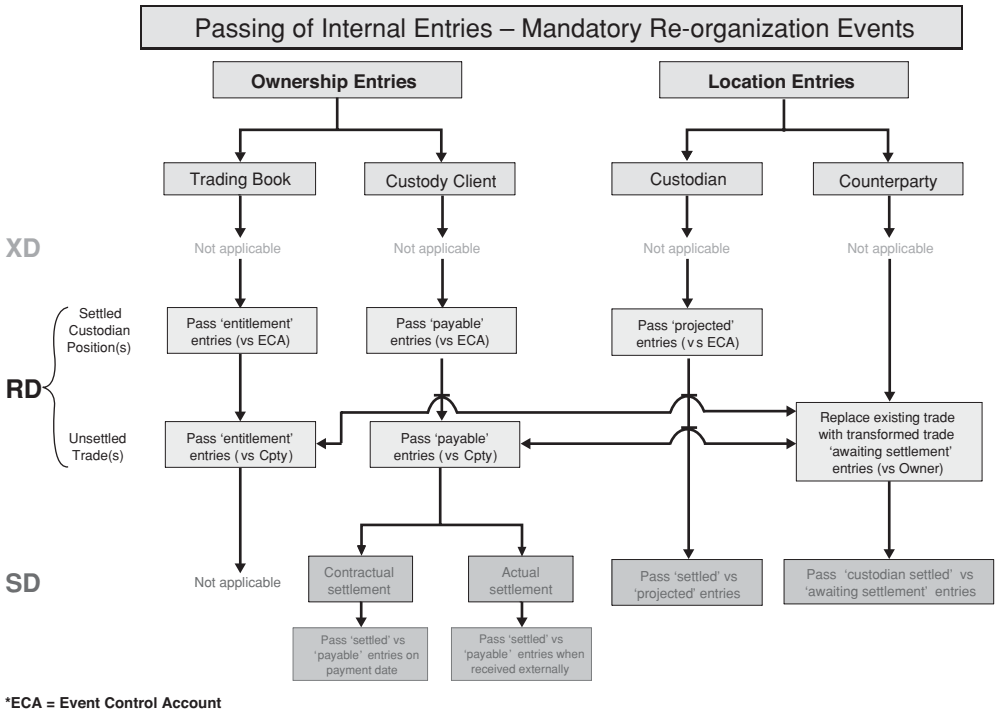 Passing of Internal Entries – Mandatory Re-organization Events
Ownership Entries
Location Entries
Trading Book
Custody Client
Custodian
Counterparty
XD
Not applicable
Not applicable
Not applicable
Not applicable
RD
Settled
Custodian
Position(s)
Pass ‘entitlement’
entries (vs ECA)
Pass ‘payable’
entries (vs ECA)
Pass ‘projected’
entries (vs ECA)
Unsettled
Trade(s)
Pass ‘entitlement’
entries (vs Cpty)
Pass ‘payable’
entries (vs Cpty)
Replace existing trade
with transformed trade
‘awaiting settlement’
entries (vs Owner)
SD
Not applicable
Contractual
settlement
Actual
settlement
Pass ‘settled’ vs
‘projected’ entries
Pass ‘custodian settled’ vs
‘awaiting settlement’ entries
Pass ‘settled’ vs
‘payable’ entries on
payment date
Pass ‘settled’ vs
‘payable’ entries when
received externally
*ECA = Event Control Account